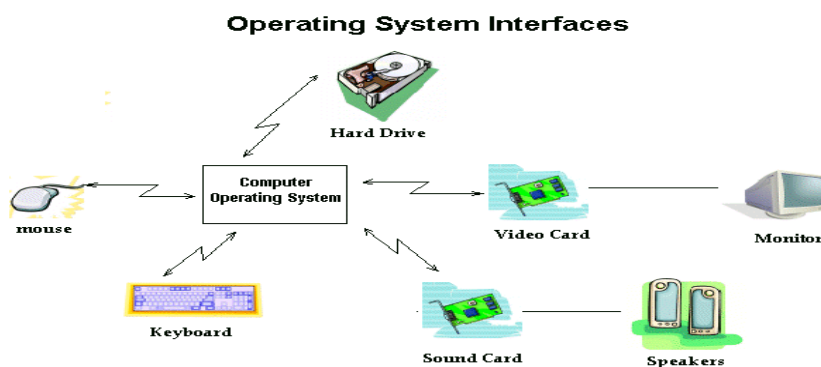 Operating System Interfaces
Hard Drive
Computer
Operating System
mouse
Video Card
Monitor
Keyboard
Sound Card
Speakers